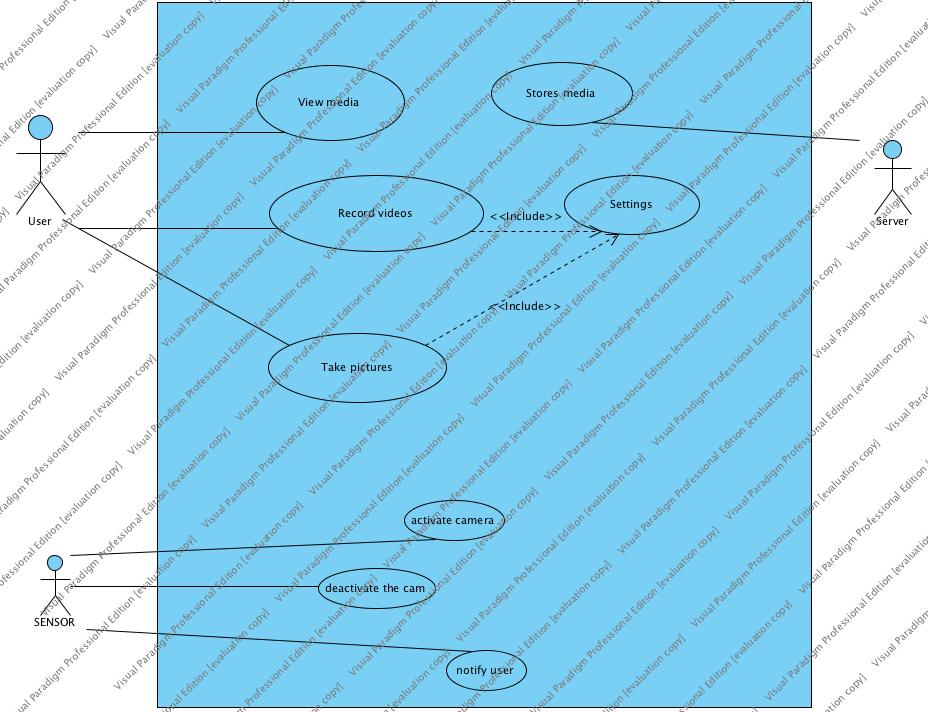 View media
Stores media
User
Server
Record videos
<<Include>>
Settings
<<Include>>
Take pictures
activate camera
deactivate the cam
SENSOR
notify user
Visual Paradigm Professional Edition [evaluation copy]